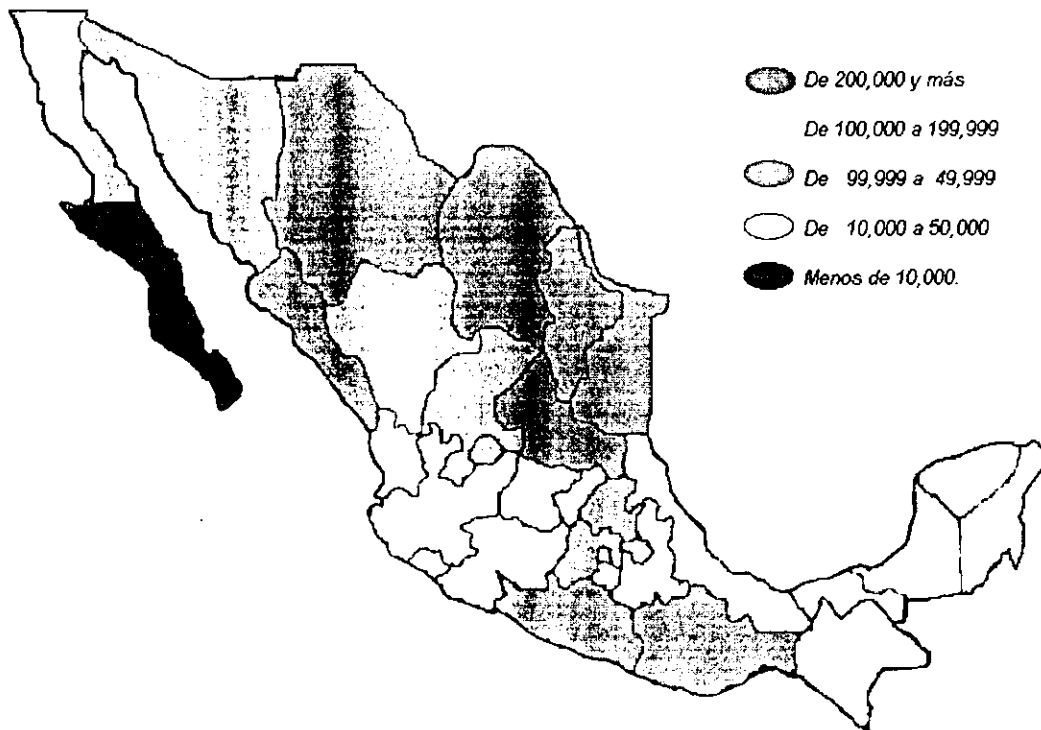 De 200,000 y más
De 100,000 a 199,999
De 99,999 a 49,999
De 10,000 a 50,000
Menos de 10,000.